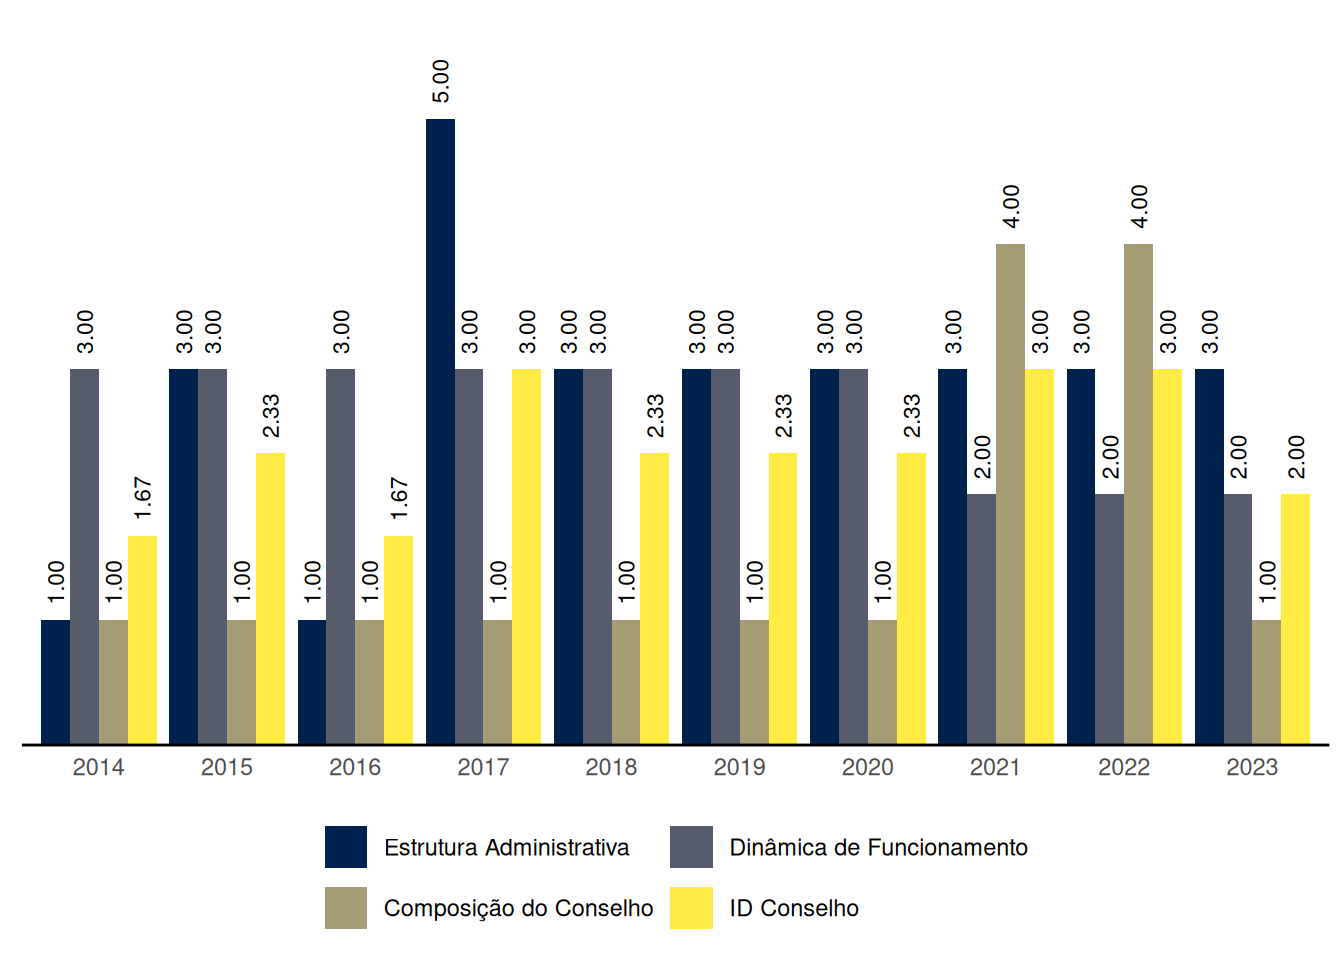 5.00
4.00 4.00
3.00 3.00 3.00 3.00 3.00 3.00 3.00 3.00 3.00 3.00 3.00 3.00 3.00 3.00 3.00 3.00 3.00
2.33 2.33 2.33 2.33
2.00 2.00 2.00 2.00
1.67 1.67
1.00 1.00 1.00 1.00 1.00 1.00 1.00 1.00 1.00 1.00
2014 2015 2016 2017 2018 2019 2020 2021 2022 2023
Estrutura Administrativa Dinâmica de Funcionamento
Composição do Conselho ID Conselho